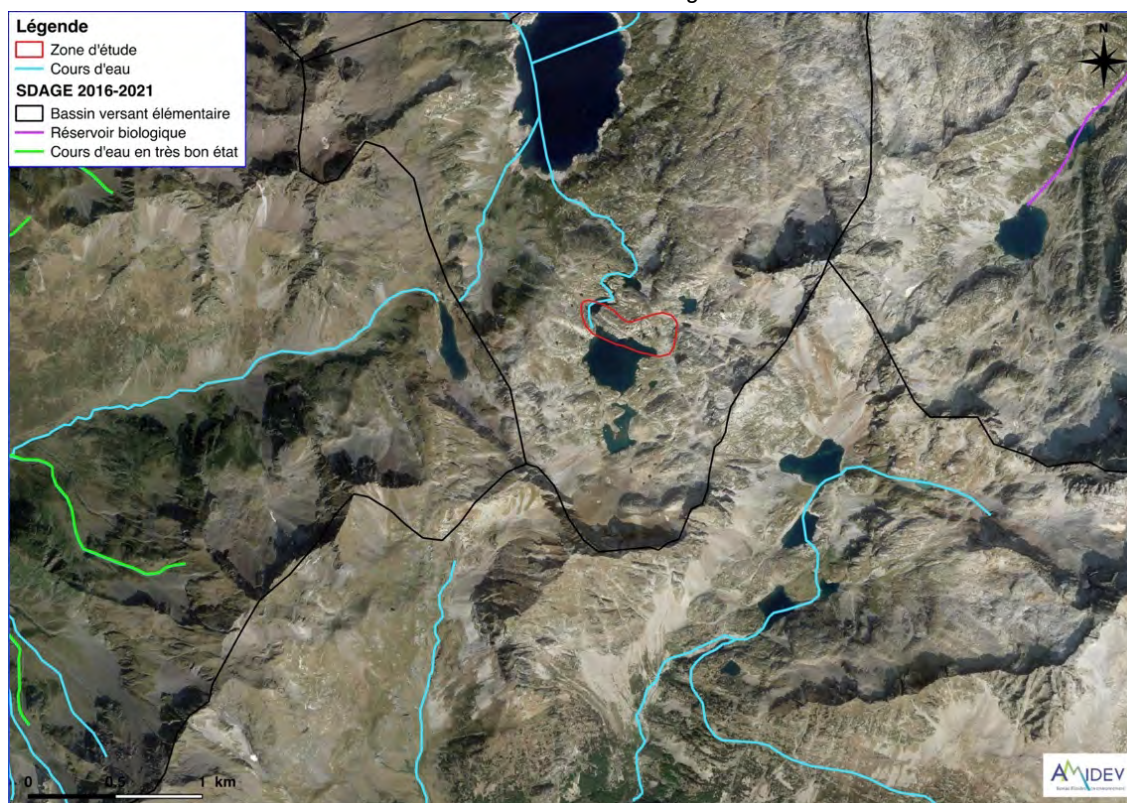 Légende
Zone d'étude
Cours d'eau
SDAGE 2016-2021
Bassin versant élémentaire
Réservoir biologique
Cours d'eau en très bon état
N
0 0.5 1 km
AMIDEV